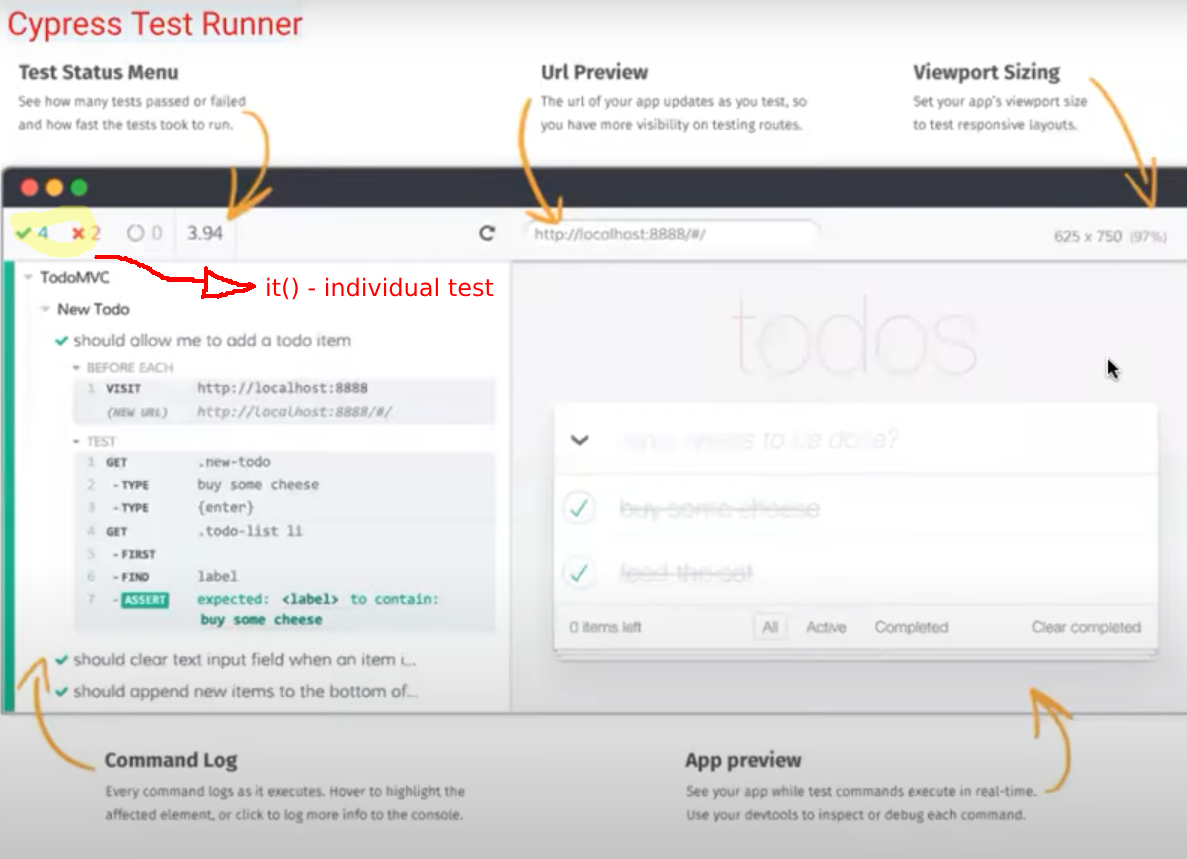 Cypress Test Runner
Test Status Menu
See how many tests passed or failed
and how fast the tests took to run.
Url Preview
The url of your app updates as you test, so
you have more visibility on testing routes.
Viewport Sizing
Set your app's viewport size
to test responsive layouts.
4 2 0 3.94
http://localhost:8888/#/
625 x 750 (97%)
it() - individual test
TodoMVC
New Todo
should allow me to add a todo item
BEFORE EACH
1 VISIT http://localhost:8888
(NEW URL) http://localhost:8888/#/
TEST
1 GET .new-todo
2 -TYPE buy some cheese
3 -TYPE {enter}
4 GET .todo-list li
5 -FIRST
6 -FIND label
7 -ASSERT expected: <label> to contain:
buy some cheese
should clear text input field when an item i...
should append new items to the bottom of...
todos
needs to be done?
buy some cheese
feed the cat
0 items left
All
Active
Completed
Clear completed
Command Log
Every command logs as it executes. Hover to highlight the
affected element, or click to log more info to the console.
App preview
See your app while test commands execute in real-time.
Use your devtools to inspect or debug each command.